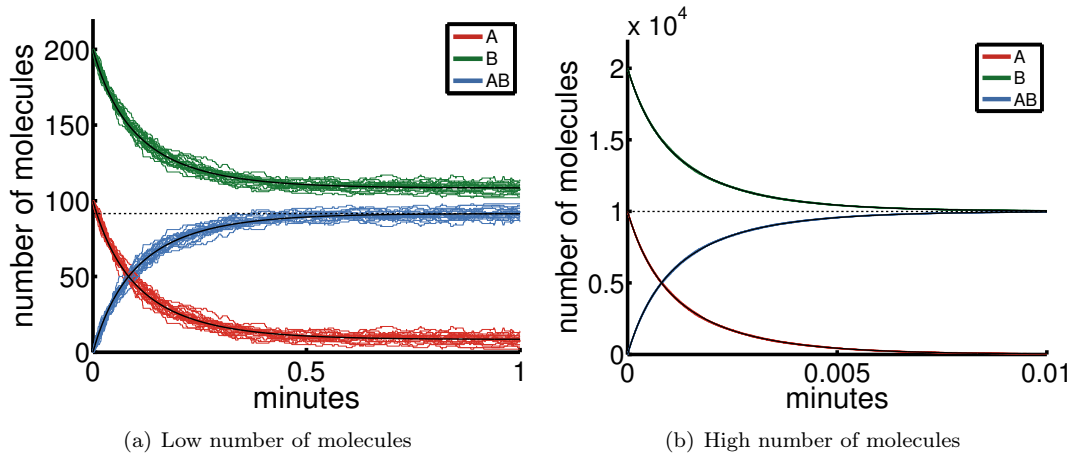 A
B
AB
number of molecules
200
150
100
50
0
0
0.5
1
minutes
(a) Low number of molecules
x 10⁴
A
B
AB
number of molecules
2
1.5
1
0.5
0
0
0.005
0.01
minutes
(b) High number of molecules